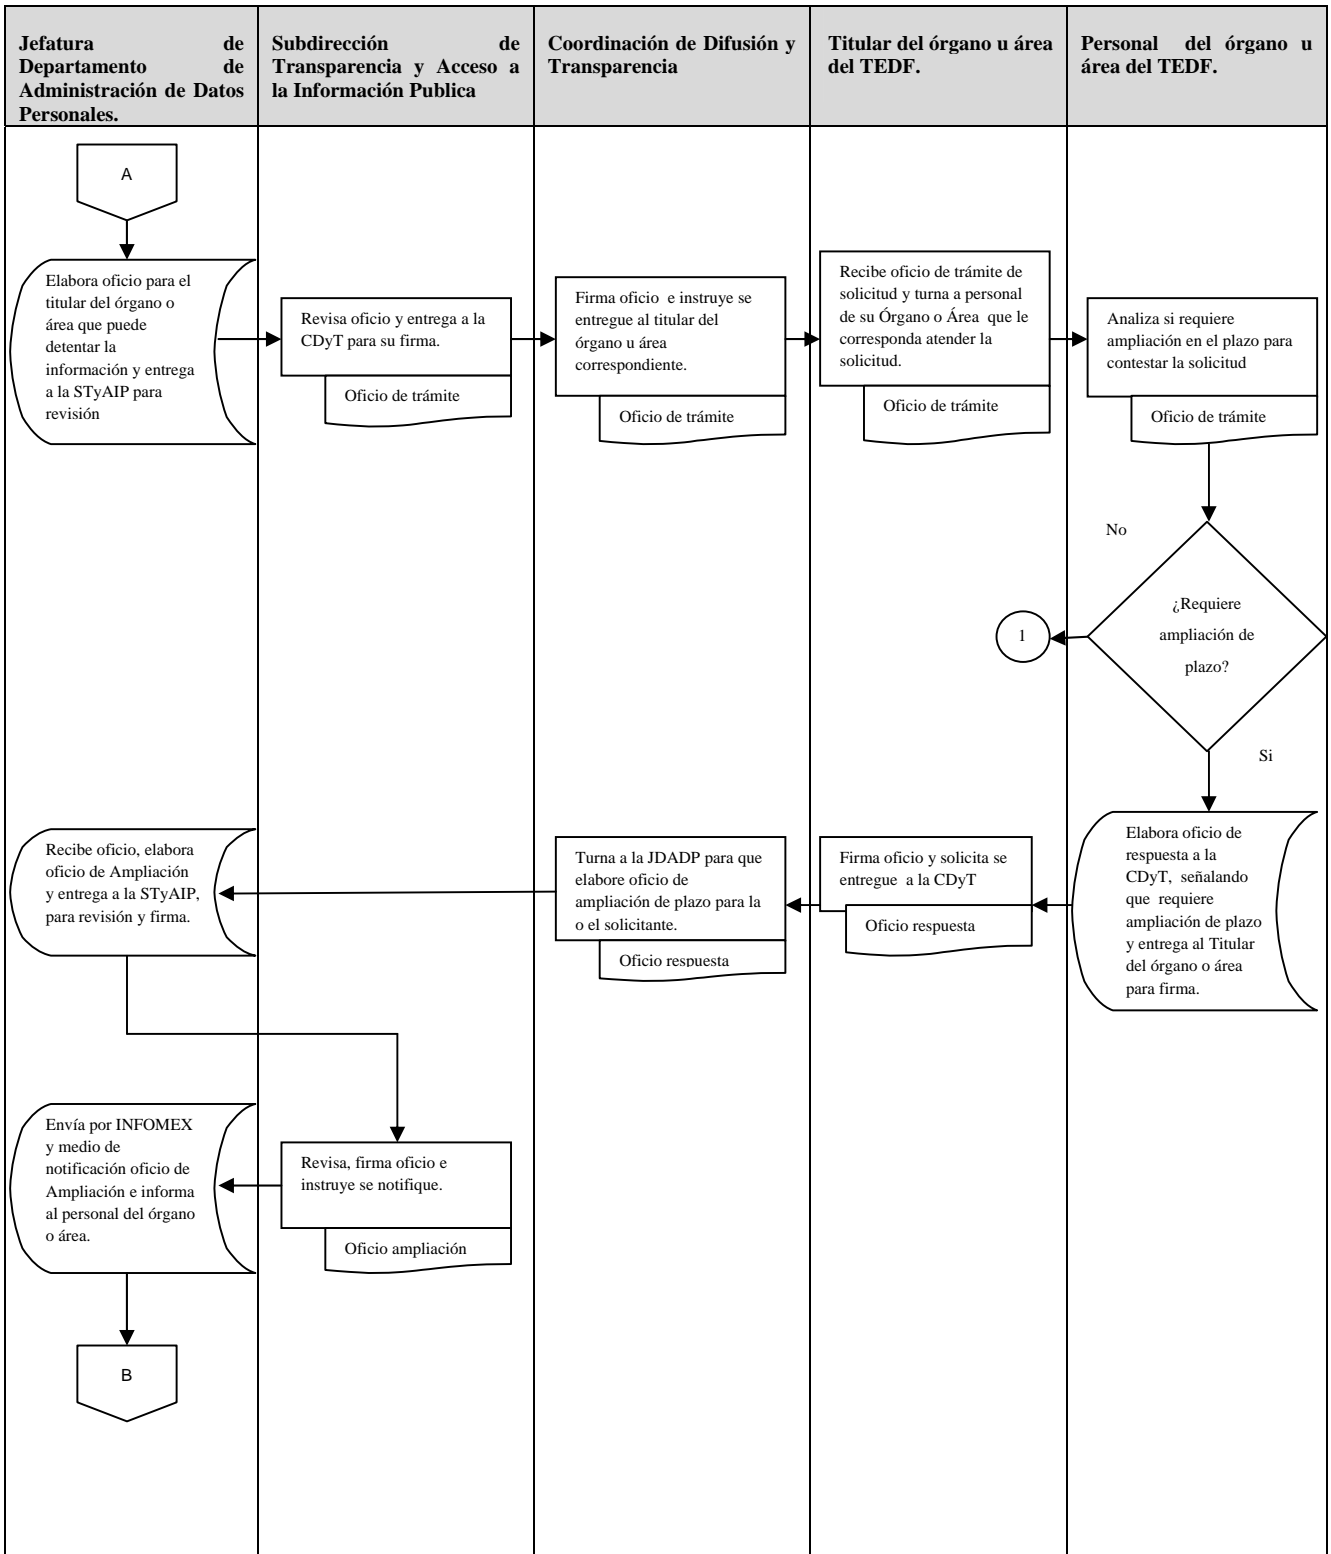 Jefatura de
Departamento de
Administración de Datos
Personales.
Subdirección de
Transparencia y Acceso a
la Información Publica
Coordinación de Difusión y
Transparencia
Titular del órgano u área
del TEDF.
Personal del órgano u
área del TEDF.
A
Elabora oficio para el
titular del órgano o
área que puede
detentar la
información y entrega
a la STyAIP para
revisión
Revisa oficio y entrega a la
CDyT para su firma.
Oficio de trámite
Firma oficio e instruye se
entregue al titular del
órgano u área
correspondiente.
Oficio de trámite
Recibe oficio de trámite de
solicitud y turna a personal
de su Órgano o Área que le
corresponda atender la
solicitud.
Oficio de trámite
Analiza si requiere
ampliación en el plazo para
contestar la solicitud
Oficio de trámite
No
¿Requiere
ampliación de
plazo?
1
Si
Elabora oficio de
respuesta a la
CDyT, señalando
que requiere
ampliación de plazo
y entrega al Titular
del órgano o área
para firma.
Firma oficio y solicita se
entregue a la CDyT
Oficio respuesta
Turna a la JDADP para que
elabore oficio de
ampliación de plazo para la
o el solicitante.
Oficio respuesta
Recibe oficio, elabora
oficio de Ampliación
y entrega a la STyAIP,
para revisión y firma.
Revisa, firma oficio e
instruye se notifique.
Oficio ampliación
Envía por INFOMEX
y medio de
notificación oficio de
Ampliación e informa
al personal del órgano
o área.
B